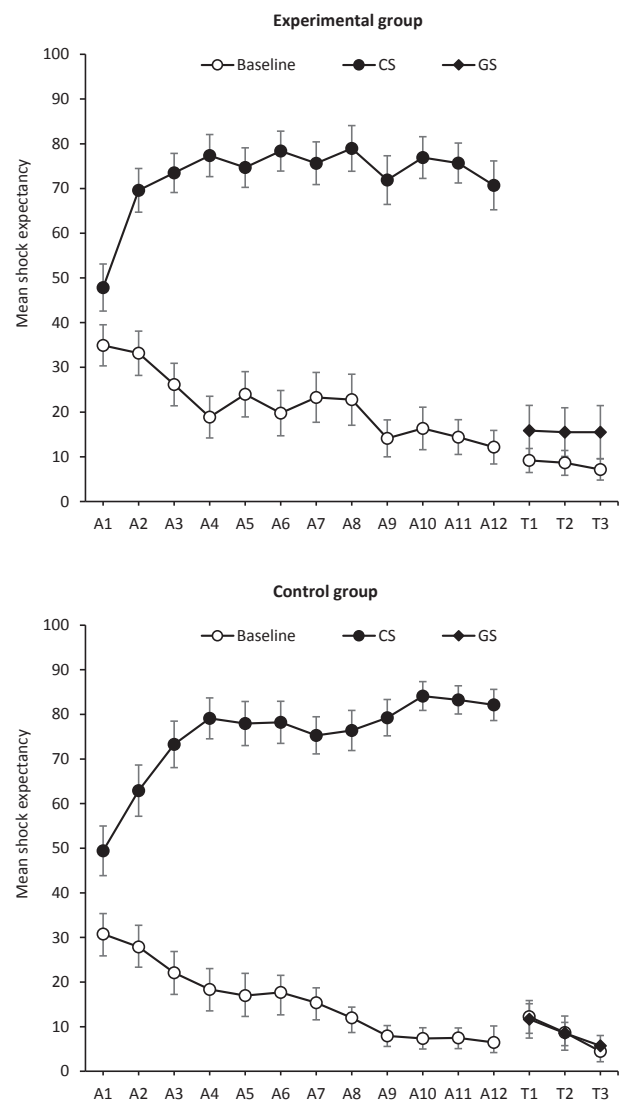 Experimental group
Baseline CS GS
Mean shock expectancy
100
90
80
70
60
50
40
30
20
10
0
A1 A2 A3 A4 A5 A6 A7 A8 A9 A10 A11 A12 T1 T2 T3
Control group
Baseline CS GS
Mean shock expectancy
100
90
80
70
60
50
40
30
20
10
0
A1 A2 A3 A4 A5 A6 A7 A8 A9 A10 A11 A12 T1 T2 T3